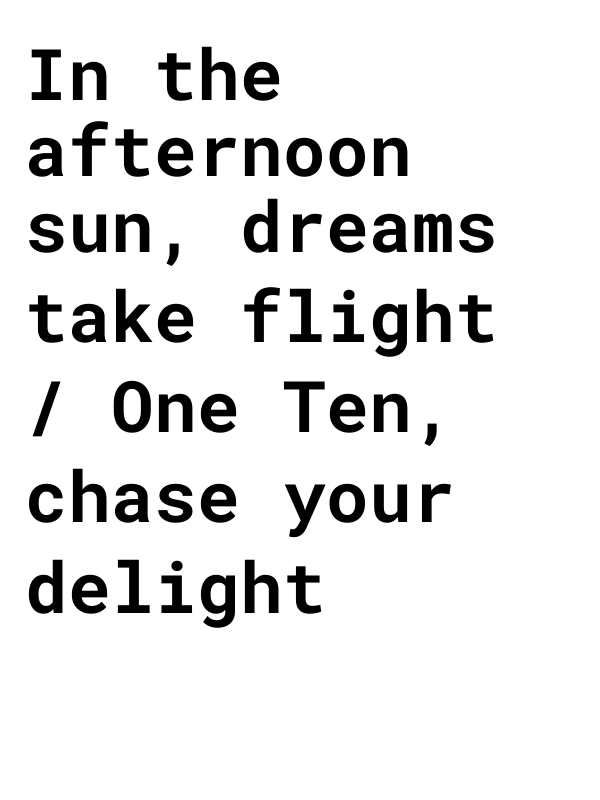 In the
afternoon
sun, dreams
take flight
/ One Ten,
chase your
delight